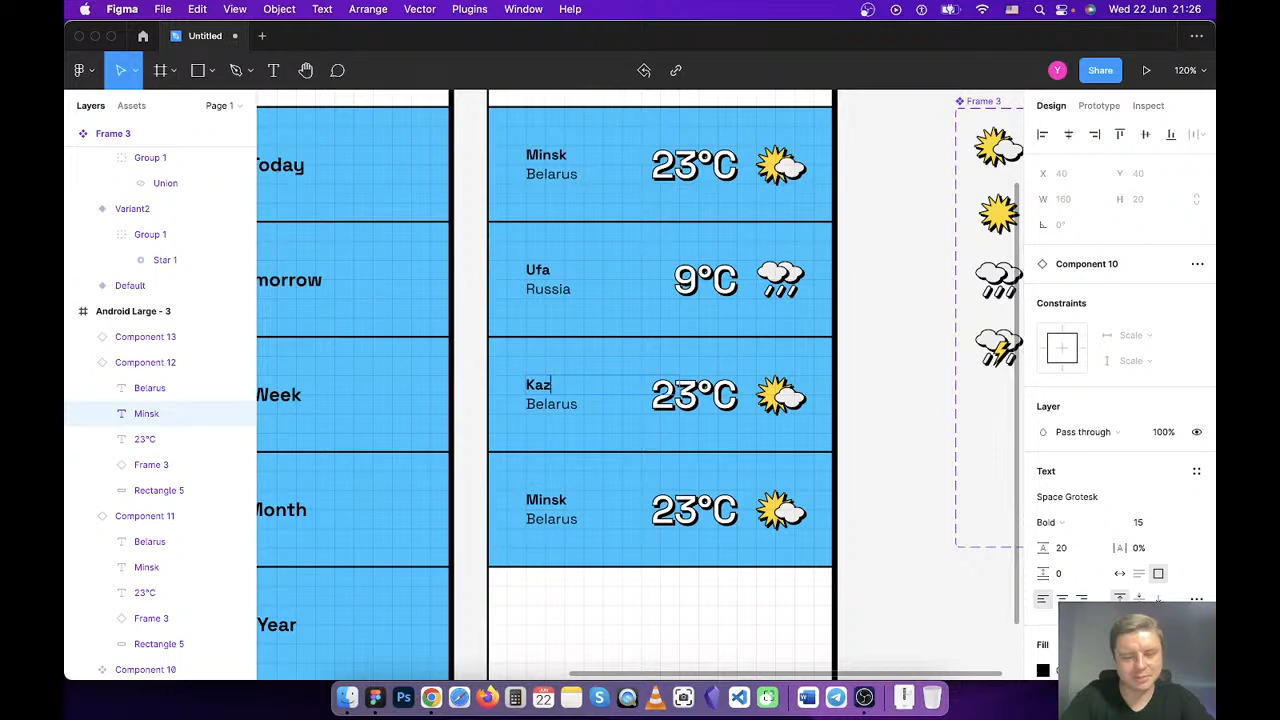 Figma File Edit View Object Text Arrange Vector Plugins Window Help Wed 22 Jun 21:26
Untitled
Y Share 120%
Layers Assets Page 1
Frame 3
Group 1
Union
Variant2
Group 1
Star 1
Default
Android Large - 3
Component 13
Component 12
Belarus
Minsk
23°C
Frame 3
Rectangle 5
Component 11
Belarus
Minsk
23°C
Frame 3
Rectangle 5
Component 10
Today
morrow
Week
Month
Year
Minsk
Belarus
23°C
Ufa
Russia
9°C
Kaz
Belarus
23°C
Minsk
Belarus
23°C
Frame 3
Design Prototype Inspect
X 40 Y 40
W 160 H 20
0°
Component 10
Constraints
Scale
Scale
Layer
Pass through 100%
Text
Space Grotesk
Bold 15
20 0%
0
Fill
22